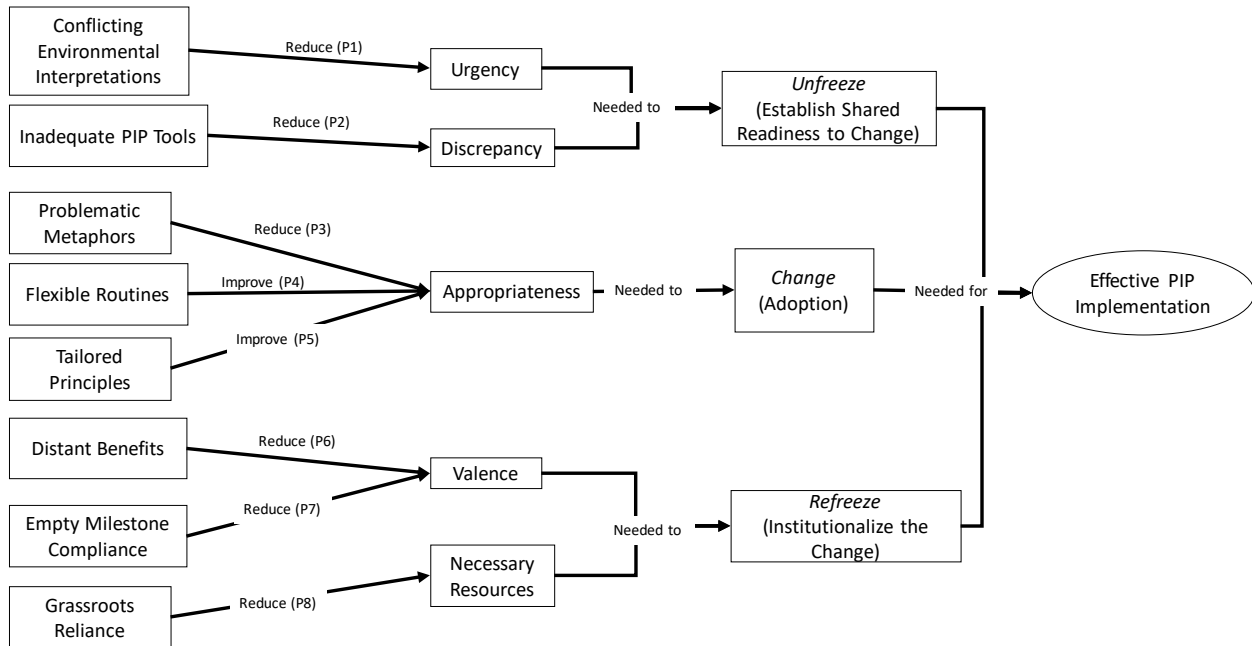 Conflicting
Environmental
Interpretations
Reduce (P1)
Urgency
Inadequate PIP Tools
Reduce (P2)
Discrepancy
Needed to
Unfreeze
(Establish Shared
Readiness to Change)
Problematic
Metaphors
Reduce (P3)
Flexible Routines
Improve (P4)
Tailored
Principles
Improve (P5)
Appropriateness
Needed to
Change
(Adoption)
Needed for
Effective PIP
Implementation
Distant Benefits
Reduce (P6)
Valence
Empty Milestone
Compliance
Reduce (P7)
Grassroots
Reliance
Reduce (P8)
Necessary
Resources
Needed to
Refreeze
(Institutionalize the
Change)